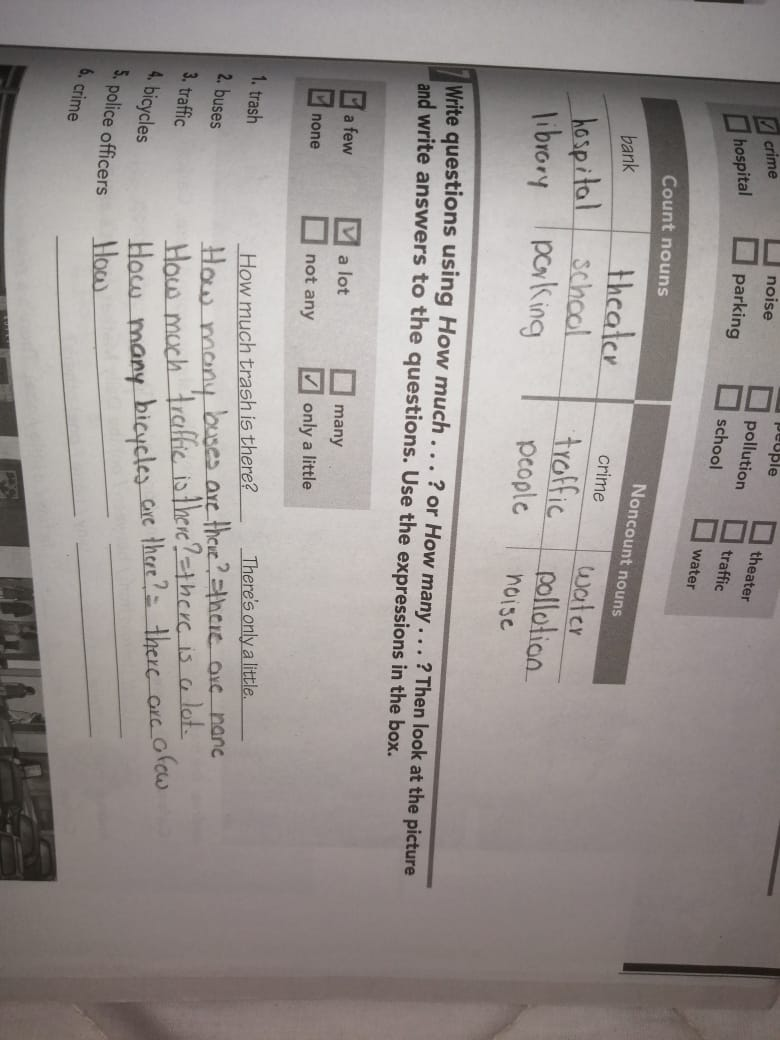 people
crime noise pollution theater
hospital parking school traffic
water
Count nouns Noncount nouns
bank theater crime water
hospital school traffic pollution
library parking people noise
7 Write questions using How much . . . ? or How many . . . ? Then look at the picture
and write answers to the questions. Use the expressions in the box.
a few a lot many
none not any only a little
1. trash How much trash is there? There's only a little.
2. buses How many buses are there?=there are none
3. traffic How much traffic is there?=there is a lot.
4. bicycles How many bicycles are there?= there are a few
5. police officers How
6. crime